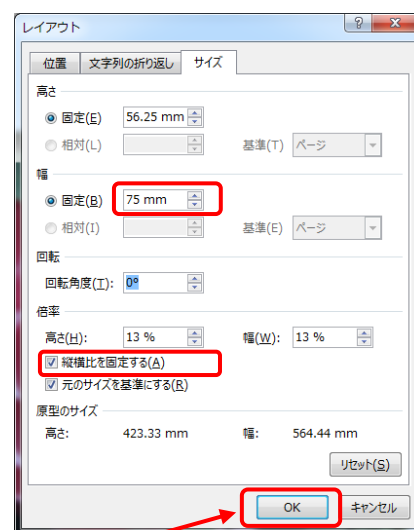 レイアウト
位置 文字列の折り返し サイズ
高さ
固定(E) 56.25 mm
相対(L) 基準(T) ページ
幅
固定(B) 75 mm
相対(I) 基準(E) ページ
回転
回転角度(T): 0°
倍率
高さ(H): 13 % 幅(W): 13 %
縦横比を固定する(A)
元のサイズを基準にする(R)
原型のサイズ
高さ: 423.33 mm 幅: 564.44 mm
リセット(S)
OK キャンセル